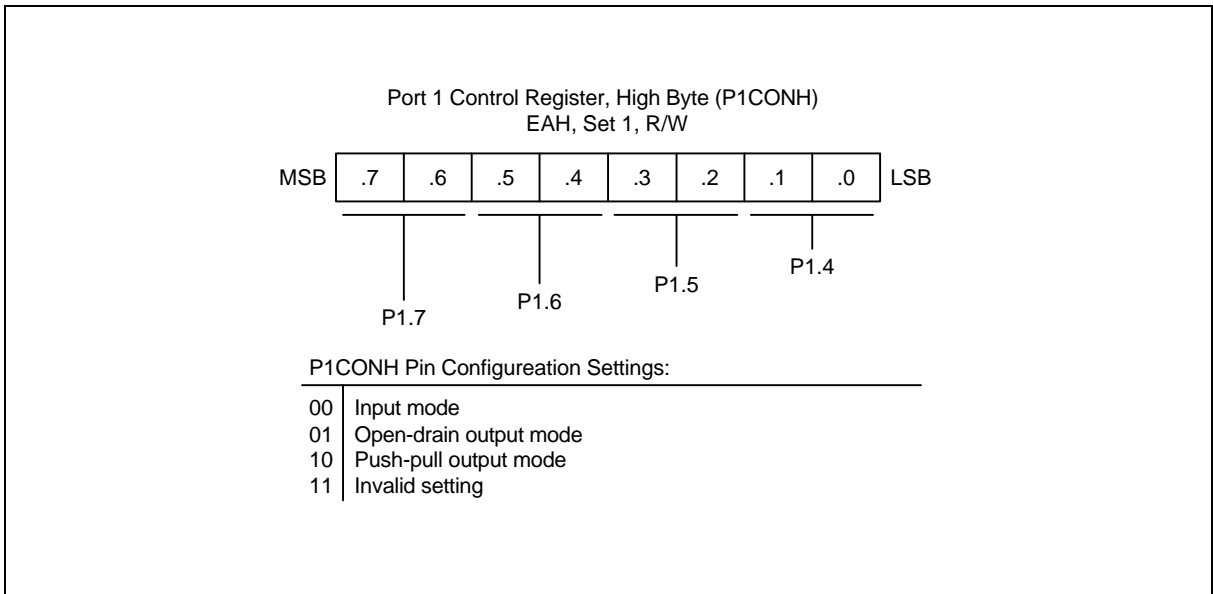 Port 1 Control Register, High Byte (P1CONH)
EAH, Set 1, R/W
MSB .7 .6 .5 .4 .3 .2 .1 .0 LSB
P1.4
P1.5
P1.6
P1.7
P1CONH Pin Configureation Settings:
00 Input mode
01 Open-drain output mode
10 Push-pull output mode
11 Invalid setting